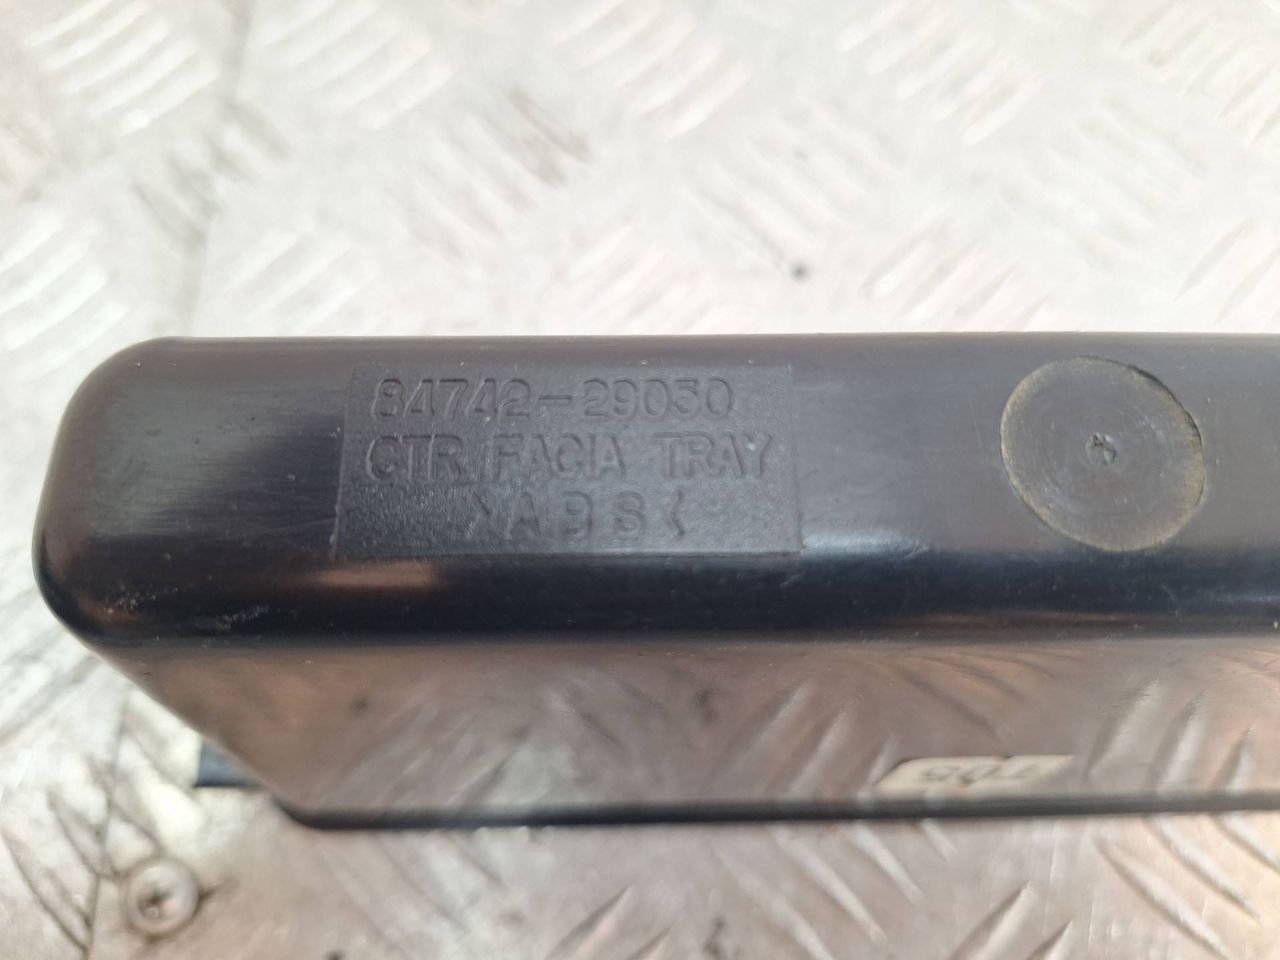 84742-29050
CTR FACIA TRAY
>ABS<